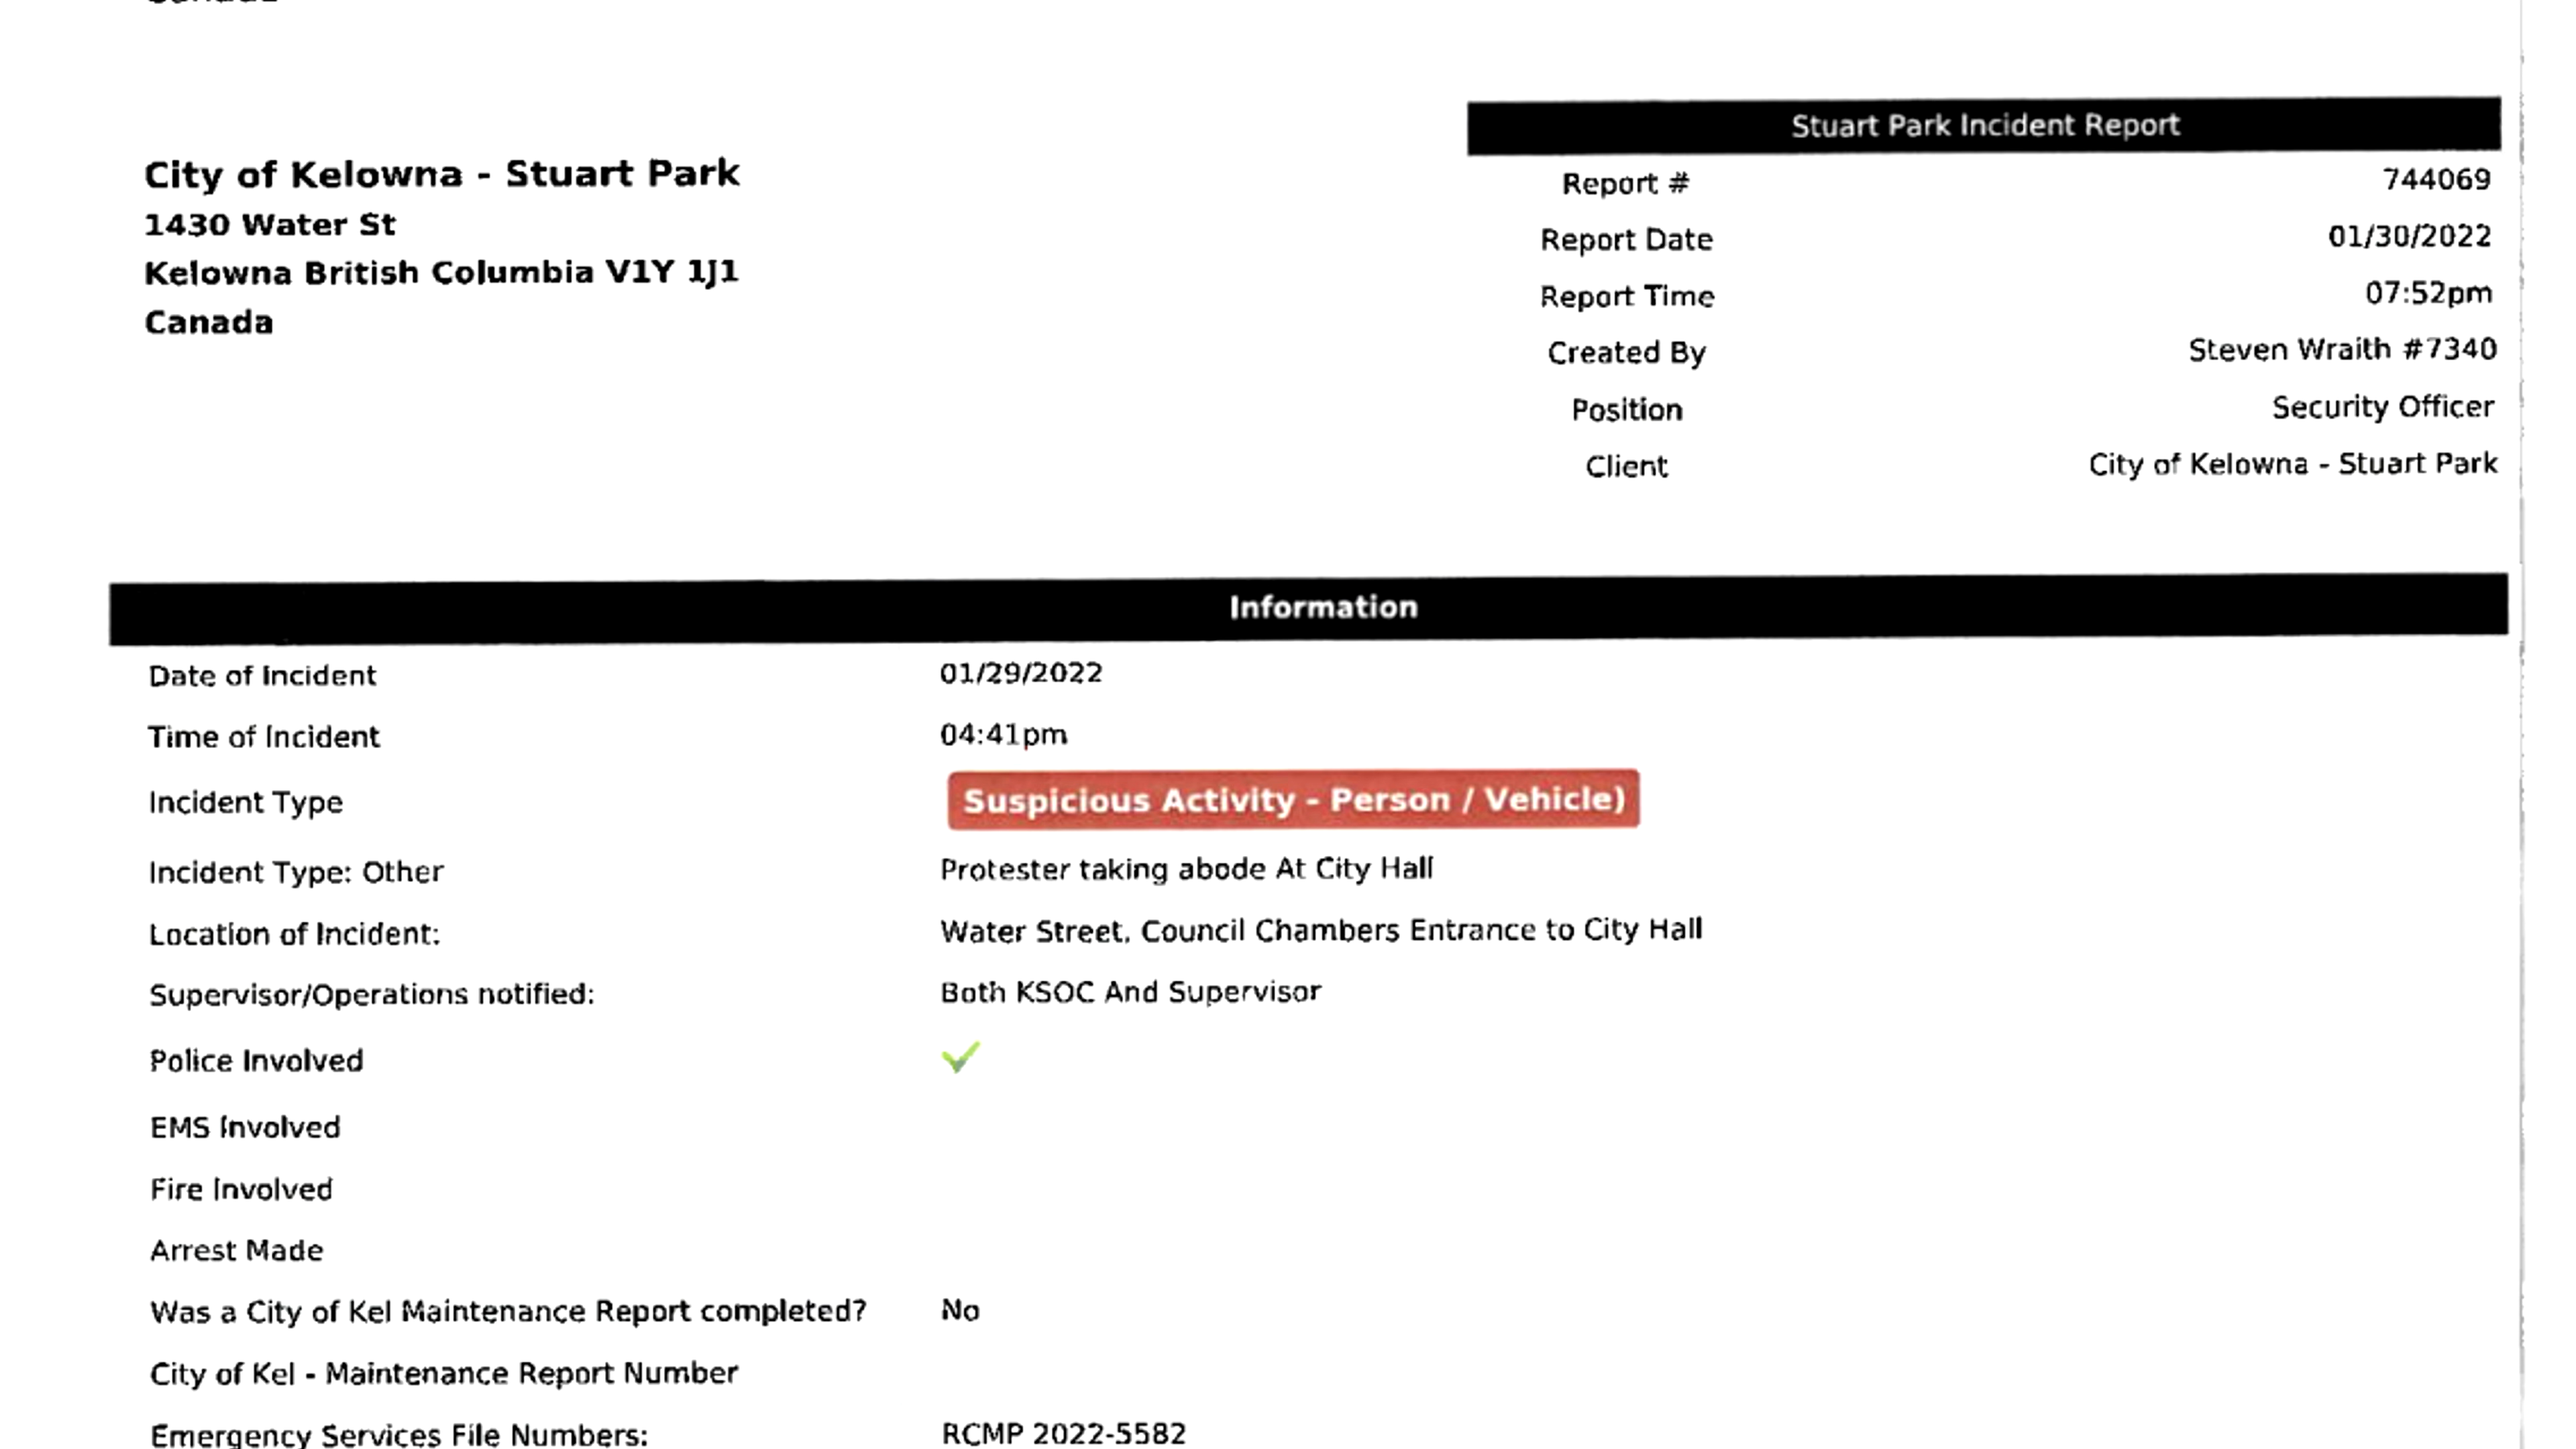 Stuart Park Incident Report
City of Kelowna - Stuart Park
1430 Water St
Kelowna British Columbia V1Y 1J1
Canada
Report # 744069
Report Date 01/30/2022
Report Time 07:52pm
Created By Steven Wraith #7340
Position Security Officer
Client City of Kelowna - Stuart Park
Information
Date of Incident 01/29/2022
Time of Incident 04:41pm
Incident Type Suspicious Activity - Person / Vehicle)
Incident Type: Other Protester taking abode At City Hall
Location of Incident: Water Street. Council Chambers Entrance to City Hall
Supervisor/Operations notified: Both KSOC And Supervisor
Police Involved
EMS Involved
Fire Involved
Arrest Made
Was a City of Kel Maintenance Report completed? No
City of Kel - Maintenance Report Number
Emergency Services File Numbers: RCMP 2022-5582